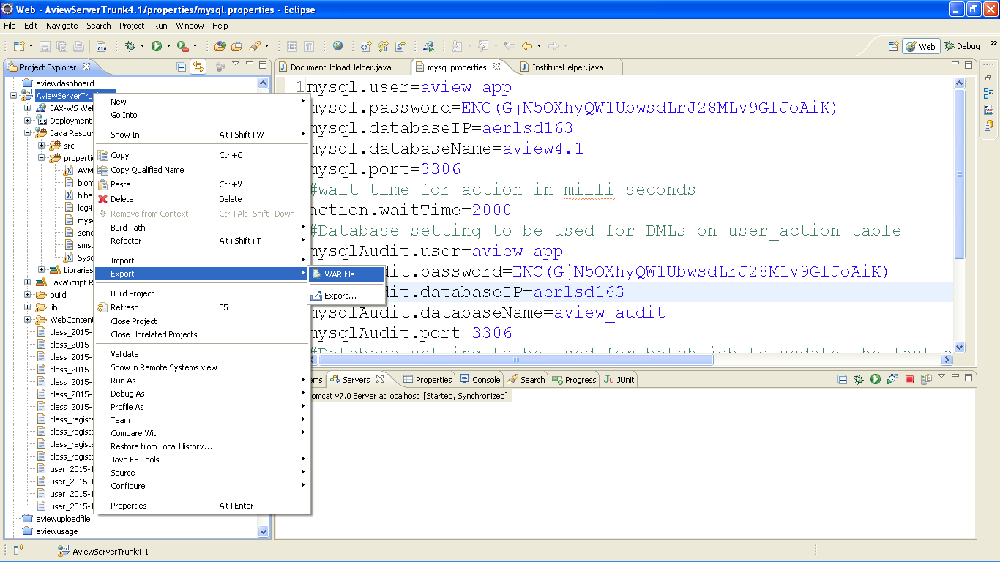 Web - AviewServerTrunk4.1/properties/mysql.properties - Eclipse
File Edit Navigate Search Project Run Window Help
Web Debug
Project Explorer
aviewdashboard
AviewServerTrun
JAX-WS Wel
Deployment
Java Resour
src
propertie
AVM
biom
hibe
log4
mysc
senc
sms.
Sysc
Libraries
JavaScript R
build
lib
WebContent
class_2015-
class_2015-
class_2015-
class_2015-
class_2015-
class_2015-
class_2015-
class_registe
class_registe
class_registe
class_registe
user_2015-1
user_2015-1
user_2015-1
user_2015-1
aviewuploadfile
aviewusage
New
Go Into
Show In Alt+Shift+W
Copy Ctrl+C
Copy Qualified Name
Paste Ctrl+V
Delete Delete
Remove from Context Ctrl+Alt+Shift+Down
Build Path
Refactor Alt+Shift+T
Import
Export
Build Project
Refresh F5
Close Project
Close Unrelated Projects
Validate
Show in Remote Systems view
Run As
Debug As
Profile As
Team
Compare With
Restore from Local History...
Java EE Tools
Source
Configure
Properties Alt+Enter
WAR file
Export...
DocumentUploadHelper.java mysql.properties InstituteHelper.java
1 mysql.user=aview_app
mysql.password=ENC(GjN5OXhyQW1UbwsdLrJ28MLv9GlJoAiK)
mysql.databaseIP=aerlsd163
mysql.databaseName=aview4.1
mysql.port=3306
#wait time for action in milli seconds
action.waitTime=2000
#Database setting to be used for DMLs on user_action table
mysqlAudit.user=aview_app
dit.password=ENC(GjN5OXhyQW1UbwsdLrJ28MLv9GlJoAiK)
dit.databaseIP=aerlsd163
mysqlAudit.databaseName=aview_audit
mysqlAudit.port=3306
#Database setting to be used for batch job to update the last a
ems Servers Properties Console Search Progress JUnit
omcat v7.0 Server at localhost [Started, Synchronized]
AviewServerTrunk4.1